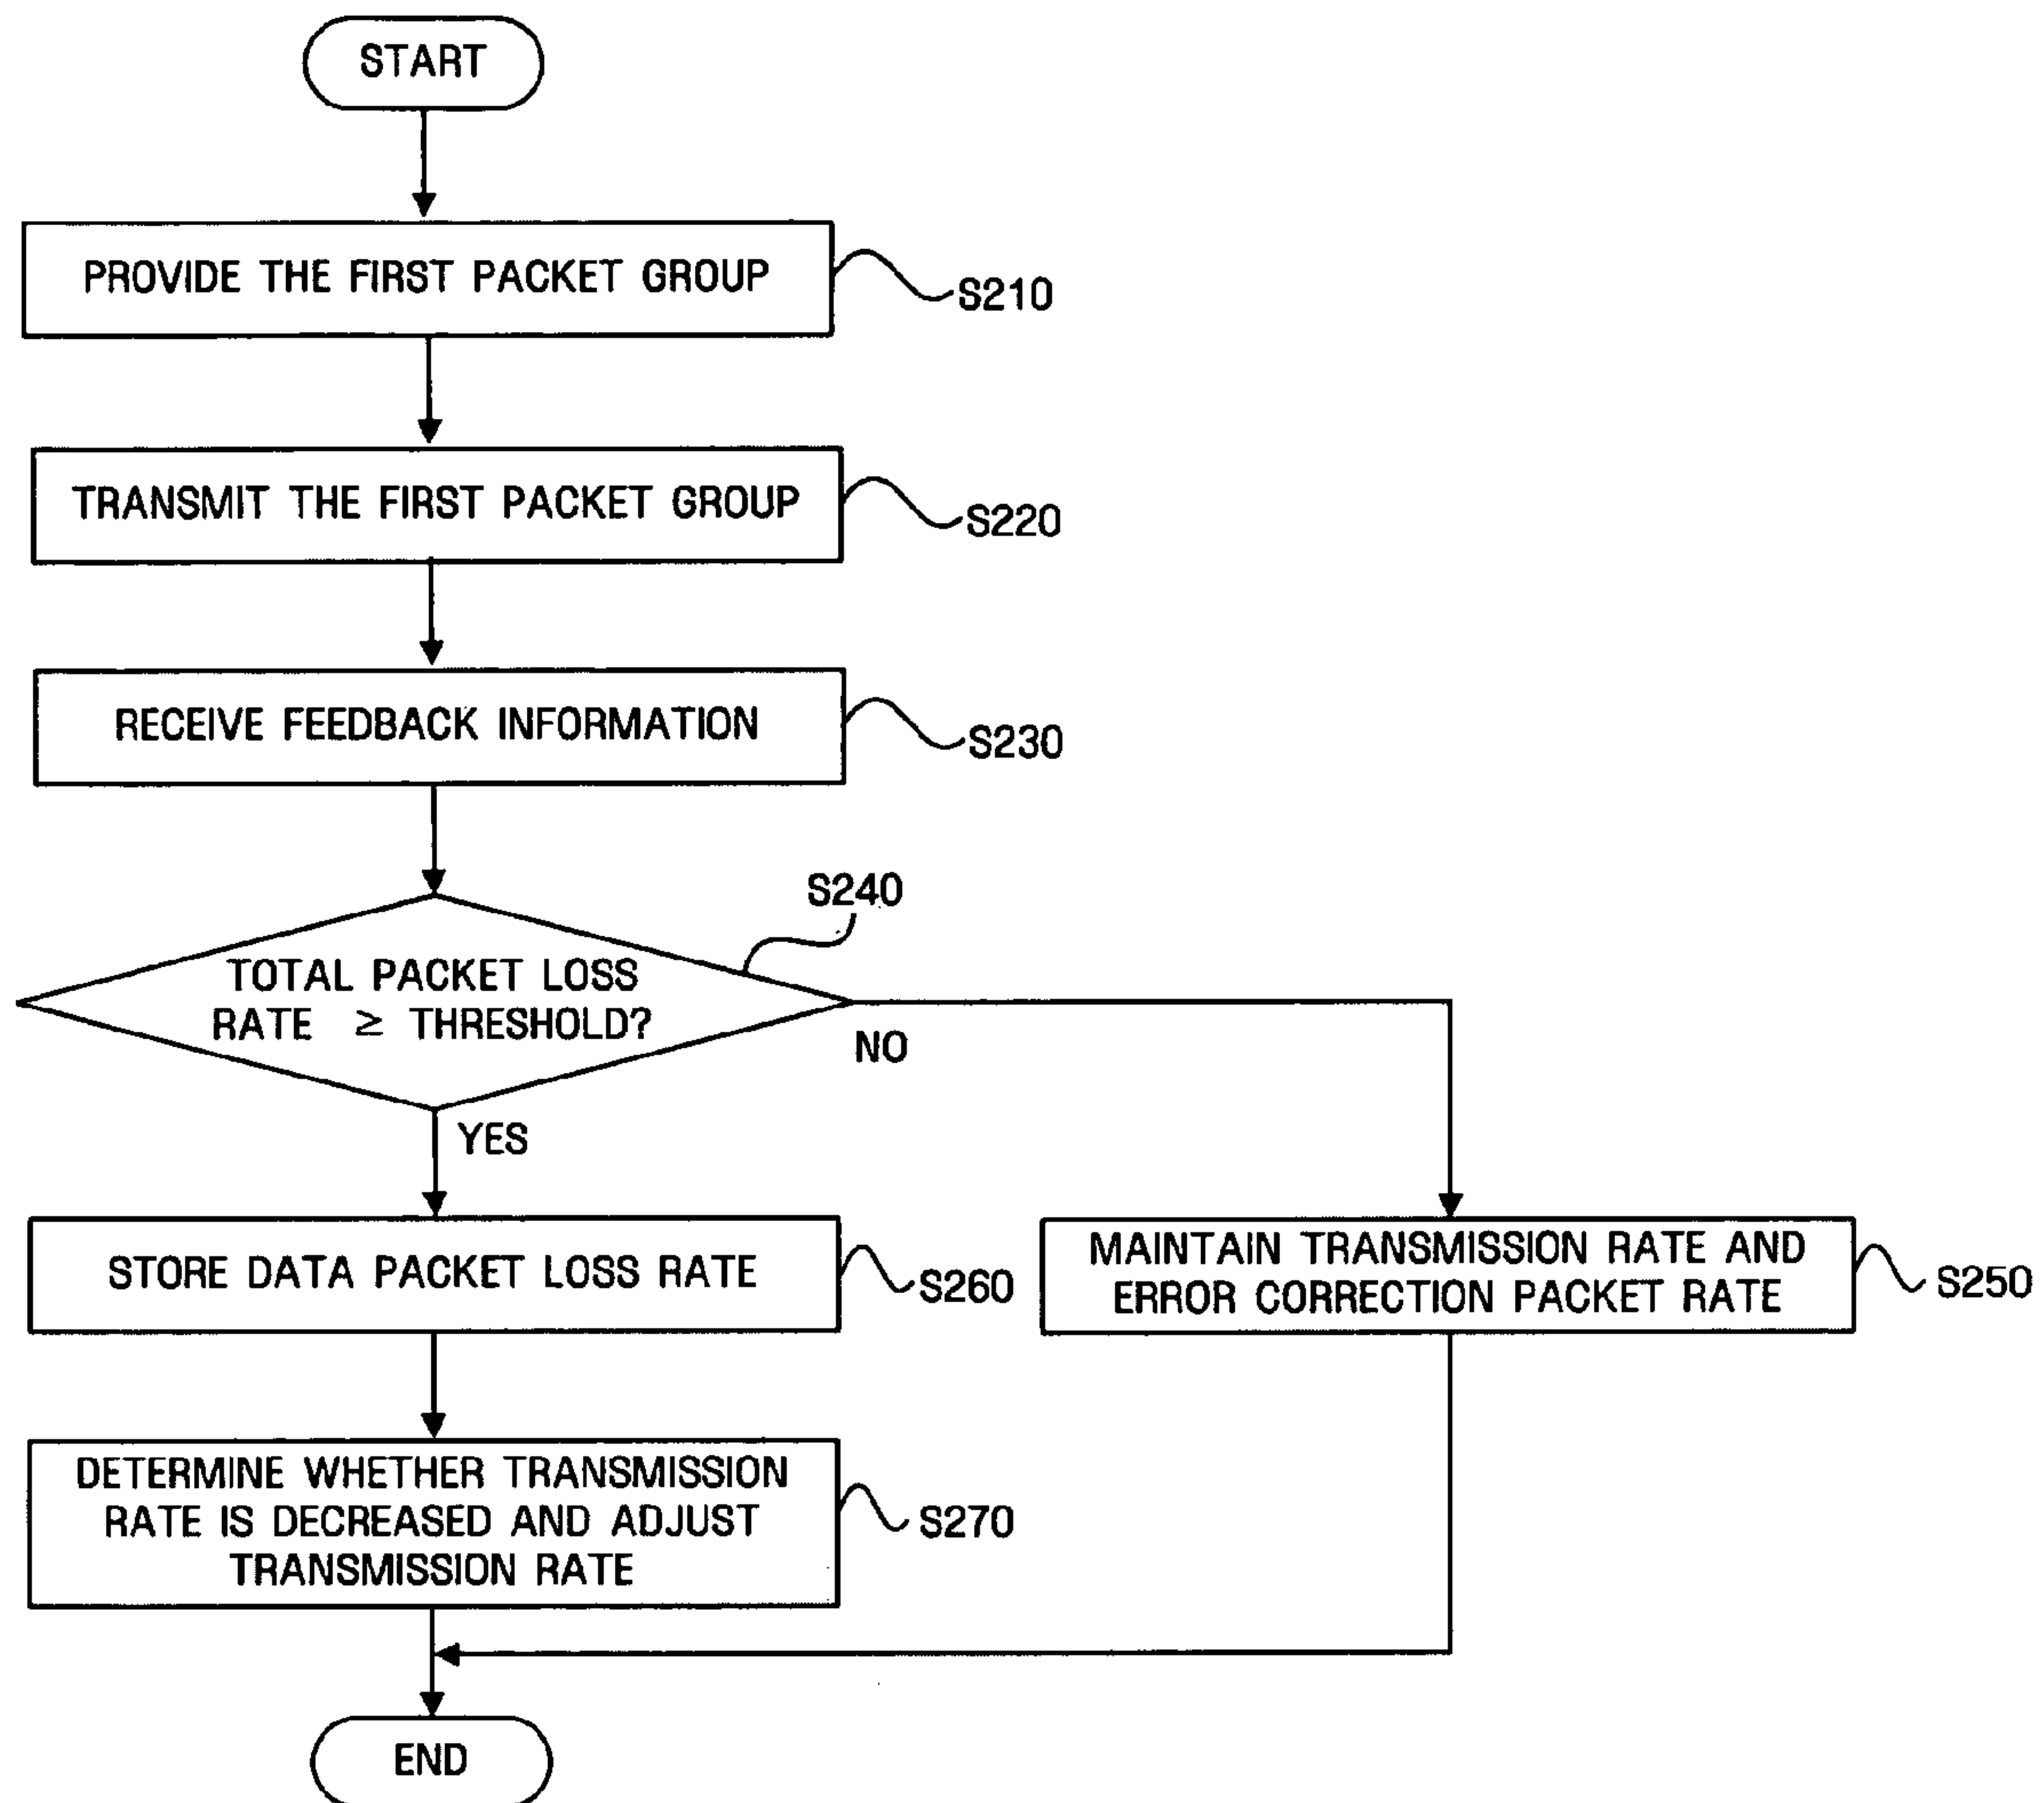 START
PROVIDE THE FIRST PACKET GROUP
S210
TRANSMIT THE FIRST PACKET GROUP
S220
RECEIVE FEEDBACK INFORMATION
S230
S240
TOTAL PACKET LOSS
RATE ≥ THRESHOLD?
NO
YES
STORE DATA PACKET LOSS RATE
S260
MAINTAIN TRANSMISSION RATE AND
ERROR CORRECTION PACKET RATE
S250
DETERMINE WHETHER TRANSMISSION
RATE IS DECREASED AND ADJUST
TRANSMISSION RATE
S270
END